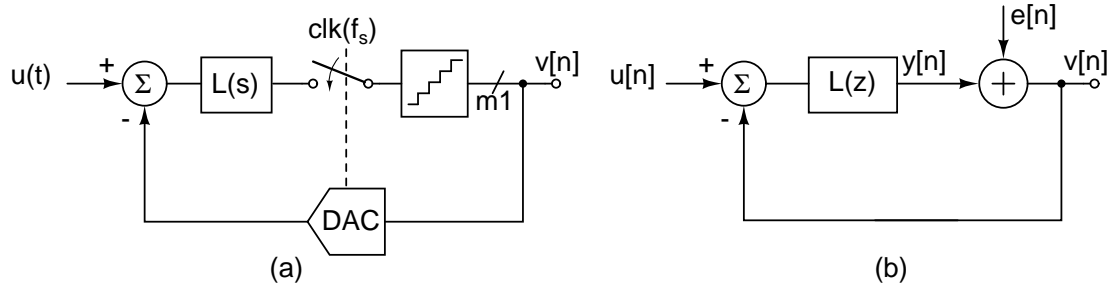 clk(fs)
u(t)
+
Σ
L(s)
m1
v[n]
-
DAC
(a)
e[n]
u[n]
+
Σ
L(z)
y[n]
+
v[n]
-
(b)